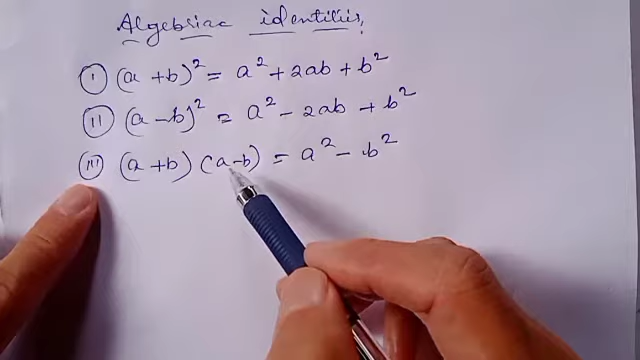 Algebraic identities,
(I) (a + b)² = a² + 2ab + b²
(II) (a - b)² = a² - 2ab + b²
(III) (a + b) (a - b) = a² - b²